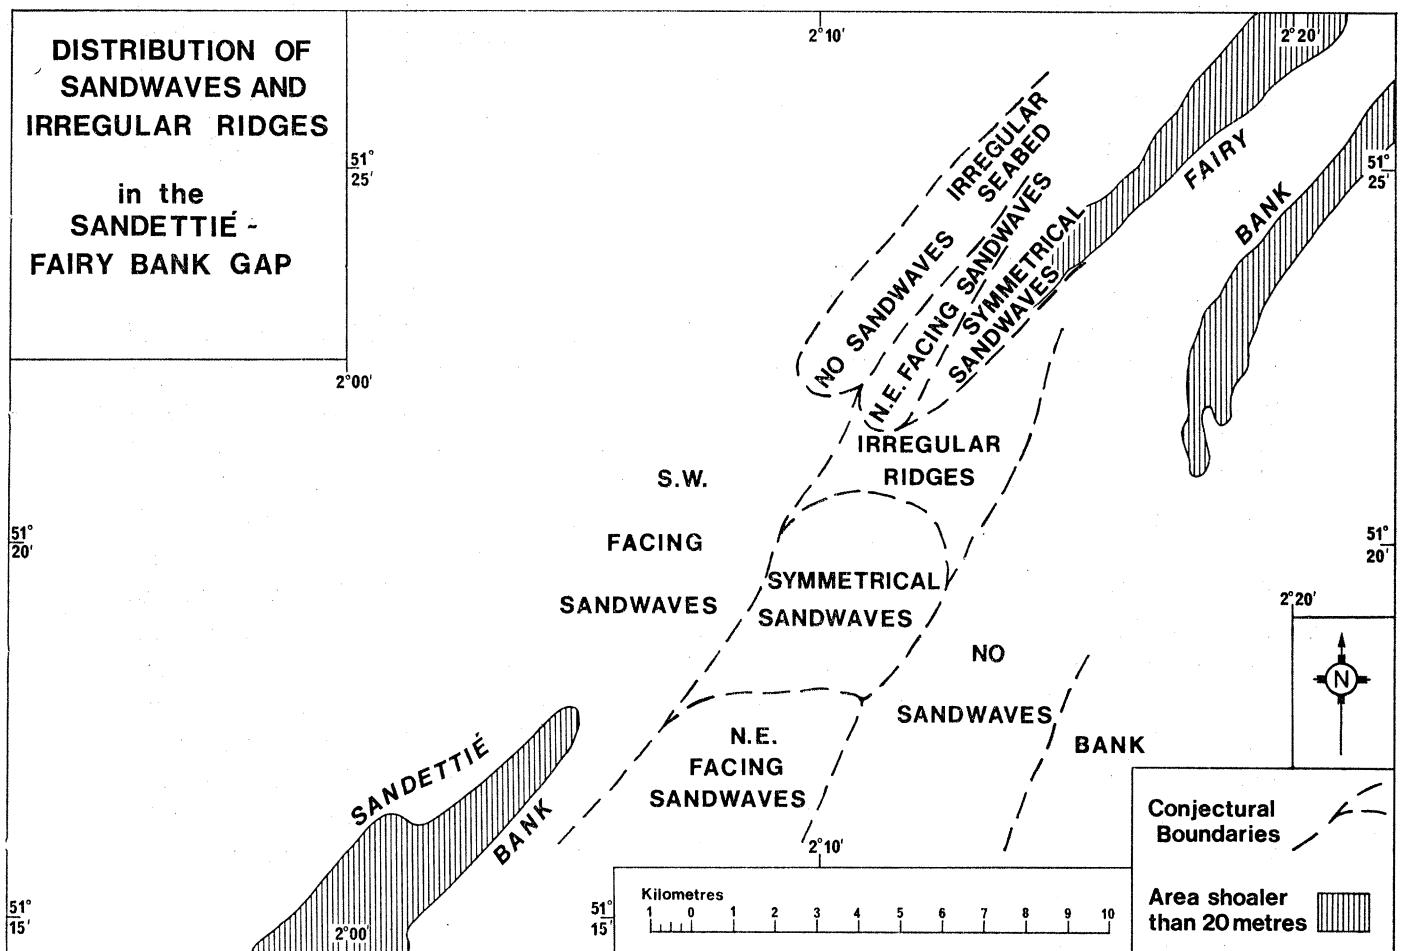 DISTRIBUTION OF
SANDWAVES AND
IRREGULAR RIDGES
in the
SANDETTIÉ -
FAIRY BANK GAP
2°10'
2°20'
51°
25'
51°
25'
2°00'
IRREGULAR
SEABED
NO SANDWAVES
N.E. FACING SANDWAVES
SYMMETRICAL
SANDWAVES
FAIRY
BANK
IRREGULAR
RIDGES
S.W.
FACING
SANDWAVES
51°
20'
51°
20'
SYMMETRICAL
SANDWAVES
2°20'
NO
SANDWAVES
N
BANK
N.E.
FACING
SANDWAVES
SANDETTIÉ
BANK
2°10'
Conjectural
Boundaries
Area shoaler
than 20 metres
Kilometres
1 0 1 2 3 4 5 6 7 8 9 10
51°
15'
51°
15'
2°00'